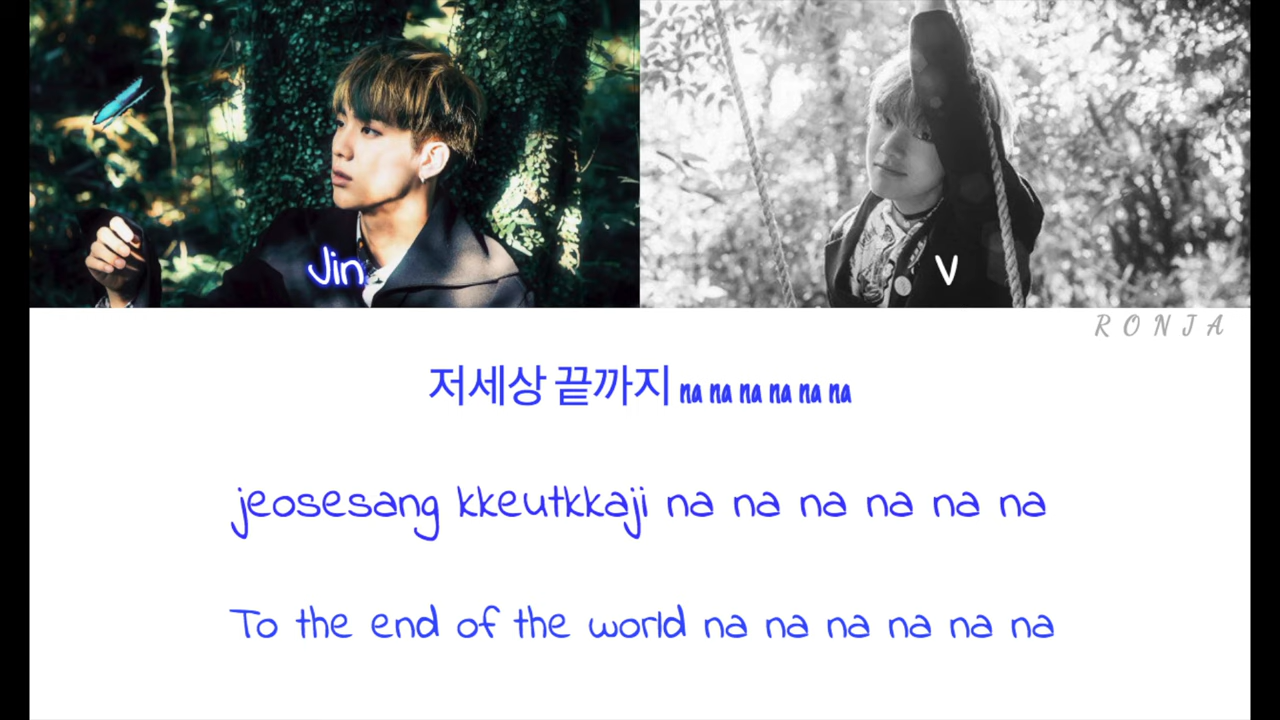 Jin
V
R O N J A
저세상 끝까지 na na na na na na
jeosesang kkeutkkaji na na na na na na
To the end of the world na na na na na na